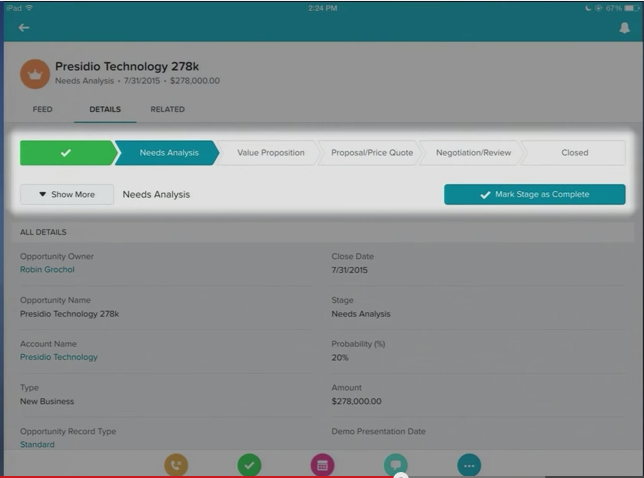 iPad 2:24 PM 67%
Presidio Technology 278k
Needs Analysis • 7/31/2015 • $278,000.00
FEED DETAILS RELATED
Needs Analysis Value Proposition Proposal/Price Quote Negotiation/Review Closed
Show More Needs Analysis Mark Stage as Complete
ALL DETAILS
Opportunity Owner Close Date
Robin Grochol 7/31/2015
Opportunity Name Stage
Presidio Technology 278k Needs Analysis
Account Name Probability (%)
Presidio Technology 20%
Type Amount
New Business $278,000.00
Opportunity Record Type Demo Presentation Date
Standard